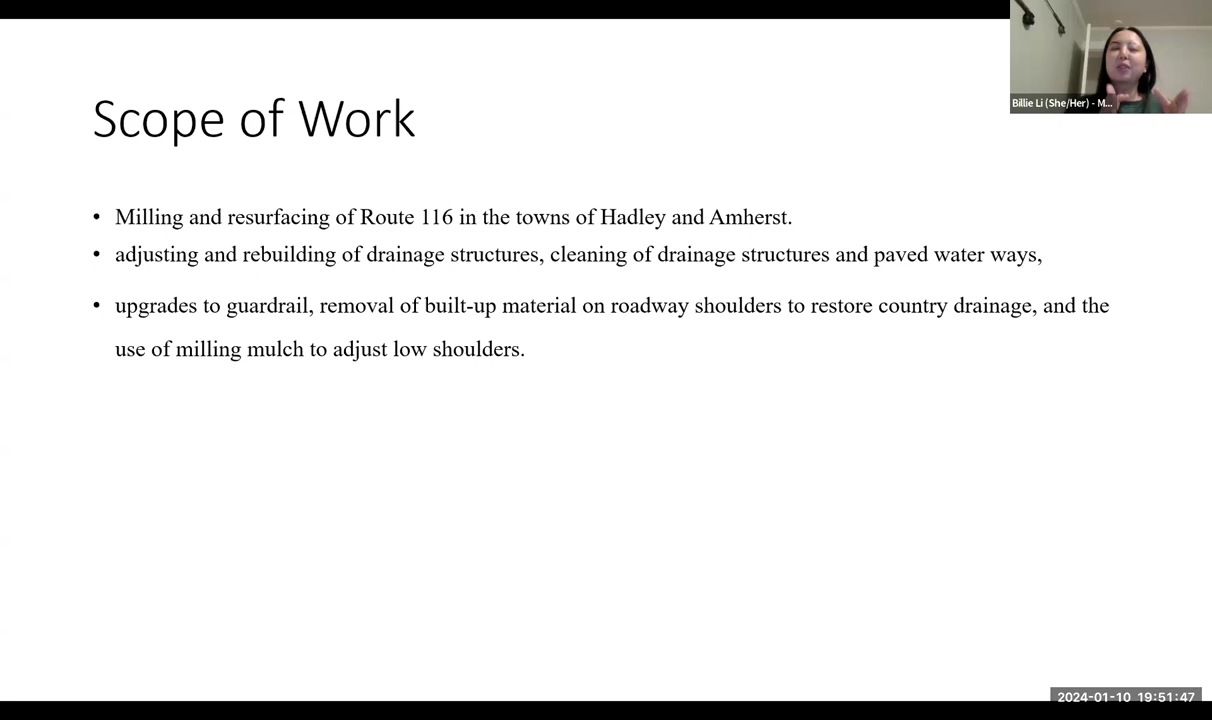 Billie Li (She/Her) - M...
Scope of Work
• Milling and resurfacing of Route 116 in the towns of Hadley and Amherst.
• adjusting and rebuilding of drainage structures, cleaning of drainage structures and paved water ways,
• upgrades to guardrail, removal of built-up material on roadway shoulders to restore country drainage, and the
use of milling mulch to adjust low shoulders.
2024-01-10 19:51:47